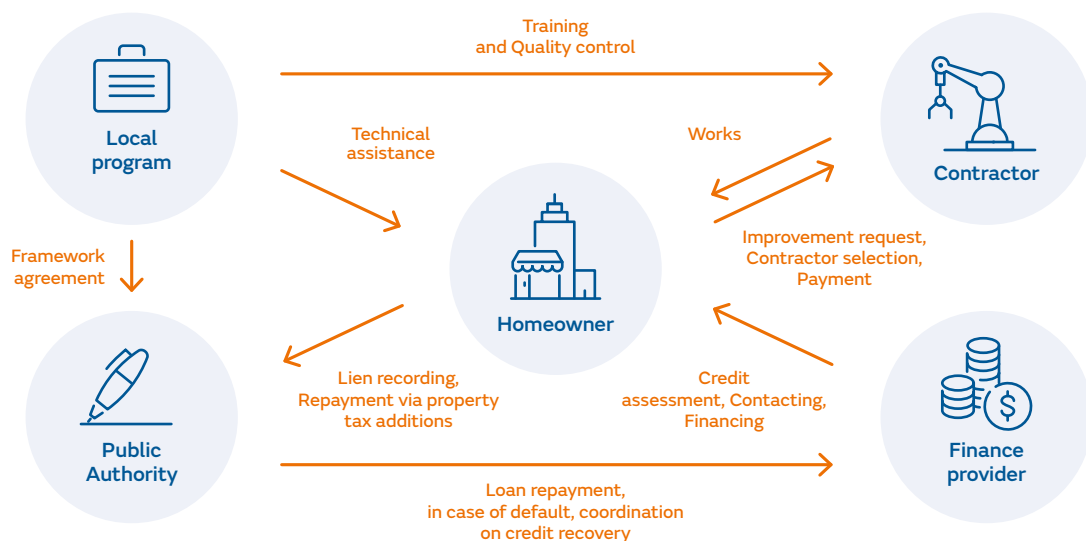 Training
and Quality control
Local
program
Technical
assistance
Works
Contractor
Framework
agreement
Improvement request,
Contractor selection,
Payment
Homeowner
Lien recording,
Repayment via property
tax additions
Credit
assessment, Contacting,
Financing
Public
Authority
$
Finance
provider
Loan repayment,
in case of default, coordination
on credit recovery